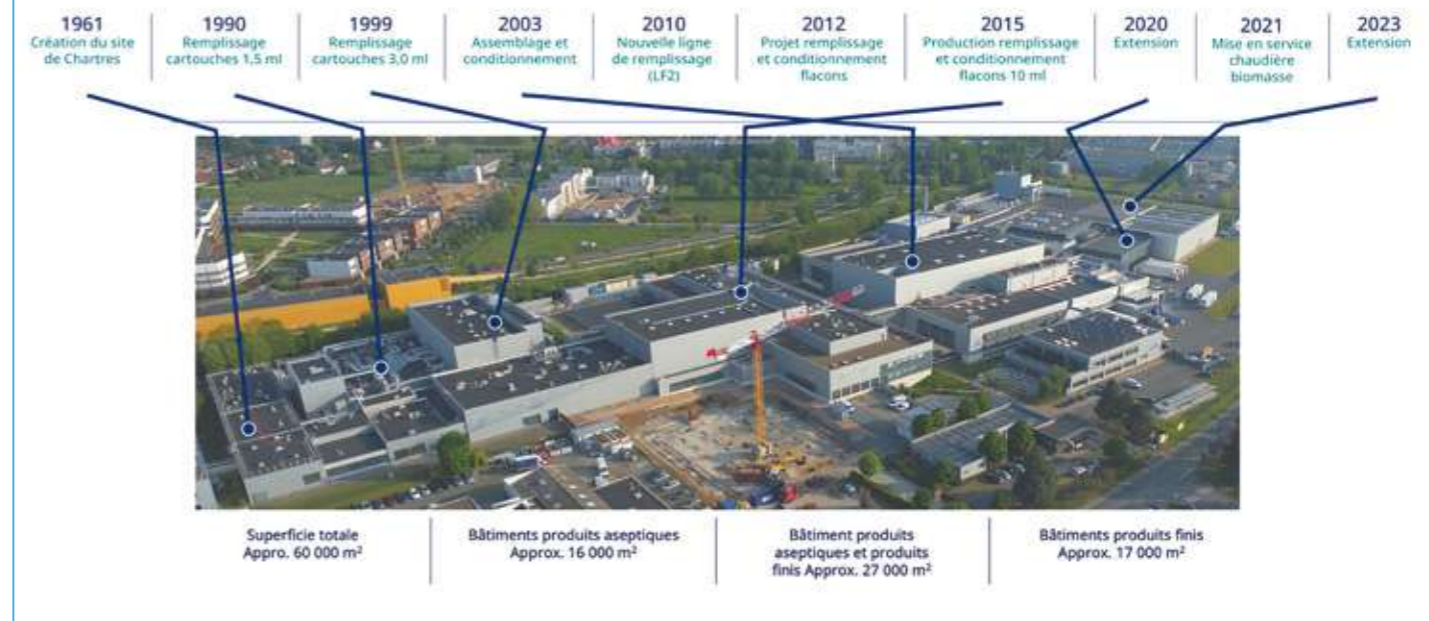 1961
Création du site
de Chartres
1990
Remplissage
cartouches 1,5 ml
1999
Remplissage
cartouches 3,0 ml
2003
Assemblage et
conditionnement
2010
Nouvelle ligne
de remplissage
(LF2)
2012
Projet remplissage
et conditionnement
flacons
2015
Production remplissage
et conditionnement
flacons 10 ml
2020
Extension
2021
Mise en service
chaudière
biomasse
2023
Extension
Superficie totale
Appro. 60 000 m²
Bâtiments produits aseptiques
Approx. 16 000 m²
Bâtiment produits
aseptiques et produits
finis Approx. 27 000 m²
Bâtiments produits finis
Approx. 17 000 m²